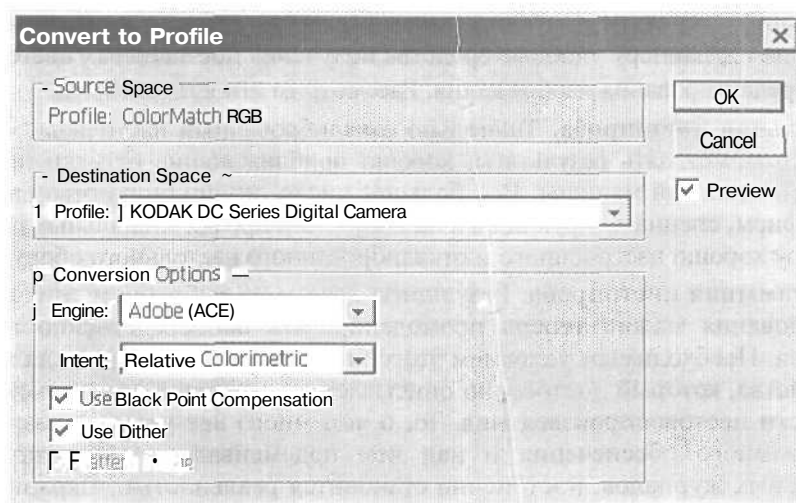 Convert to Profile
- Source Space -
Profile: ColorMatch RGB
OK
Cancel
- Destination Space ~
Preview
1 Profile: ] KODAK DC Series Digital Camera
p Conversion Options —
j Engine: Adobe (ACE)
Intent; Relative Colorimetric
Use Black Point Compensation
Use Dither